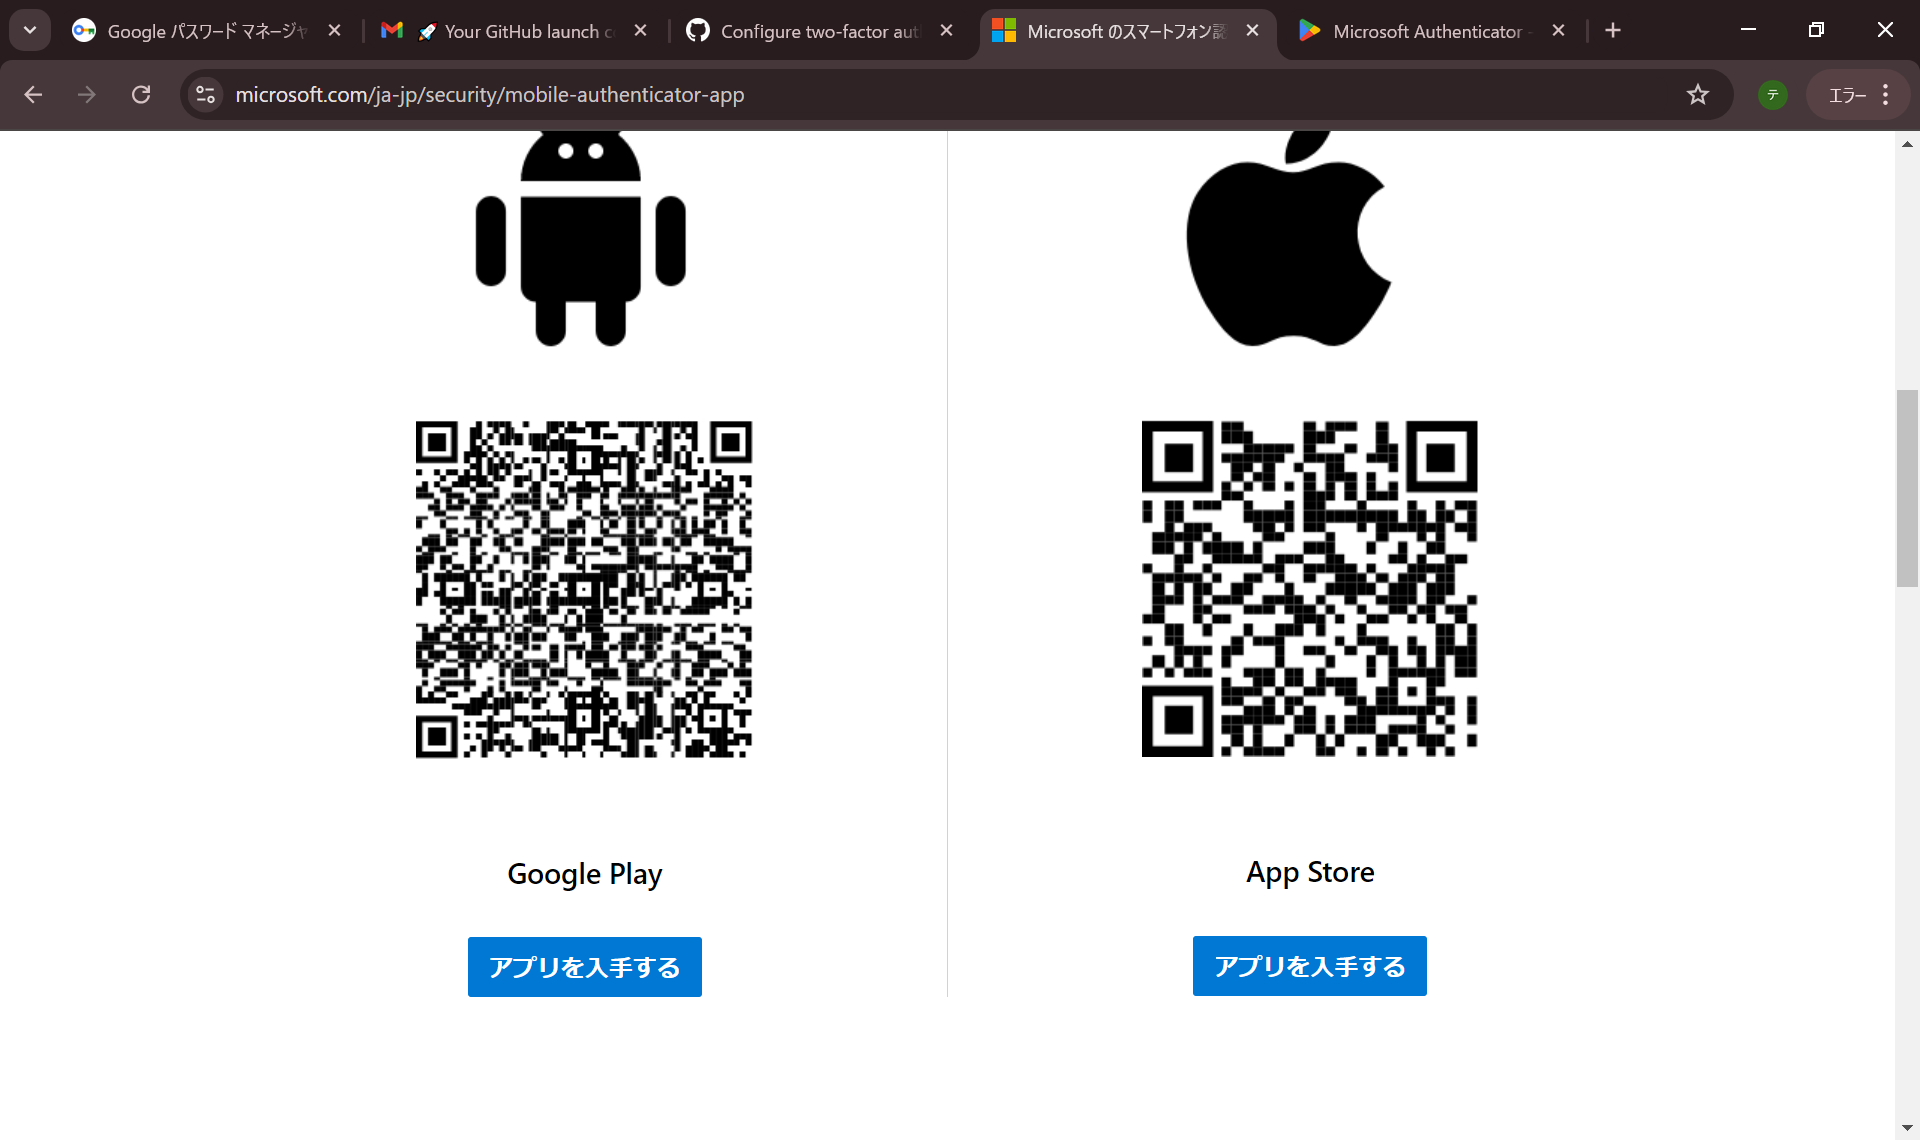 Google パスワード マネージャ
Your GitHub launch c
Configure two-factor aut
Microsoft のスマートフォン認
Microsoft Authenticator -
microsoft.com/ja-jp/security/mobile-authenticator-app
テ
エラー
Google Play
App Store
アプリを入手する
アプリを入手する